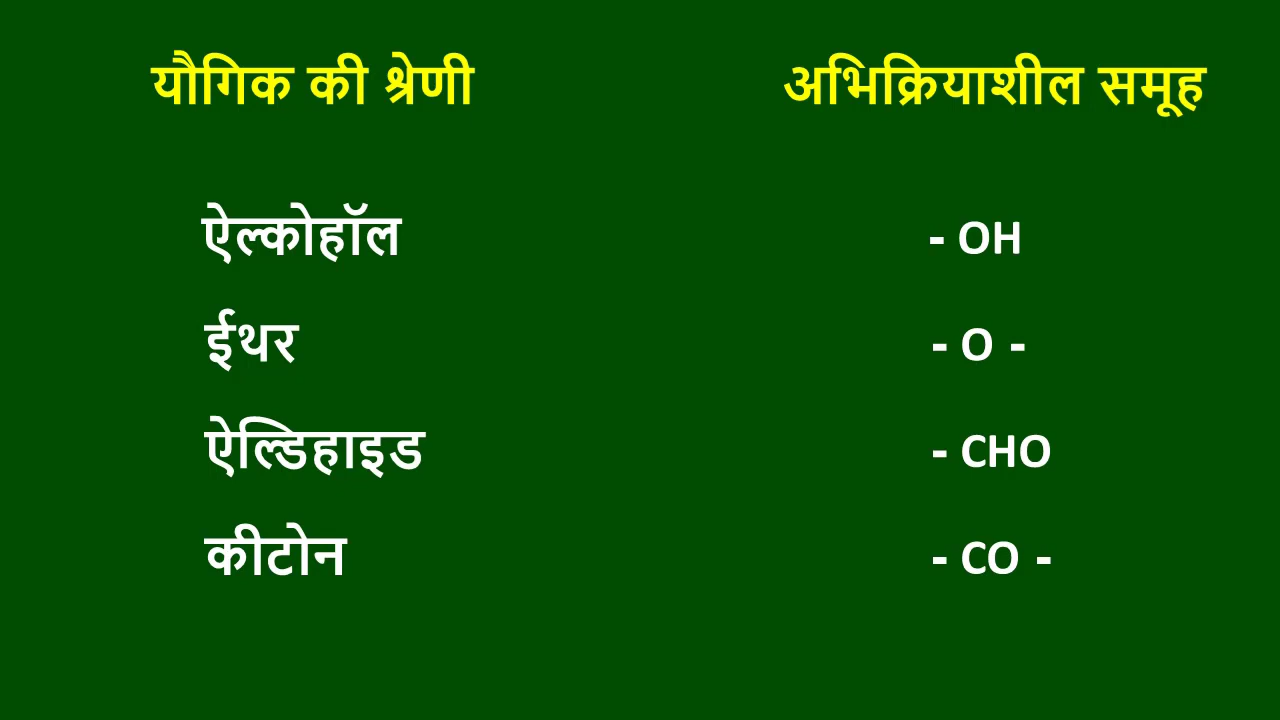 यौगिक की श्रेणी अभिक्रियाशील समूह
ऐल्कोहॉल - OH
ईथर - O -
ऐल्डिहाइड - CHO
कीटोन - CO -